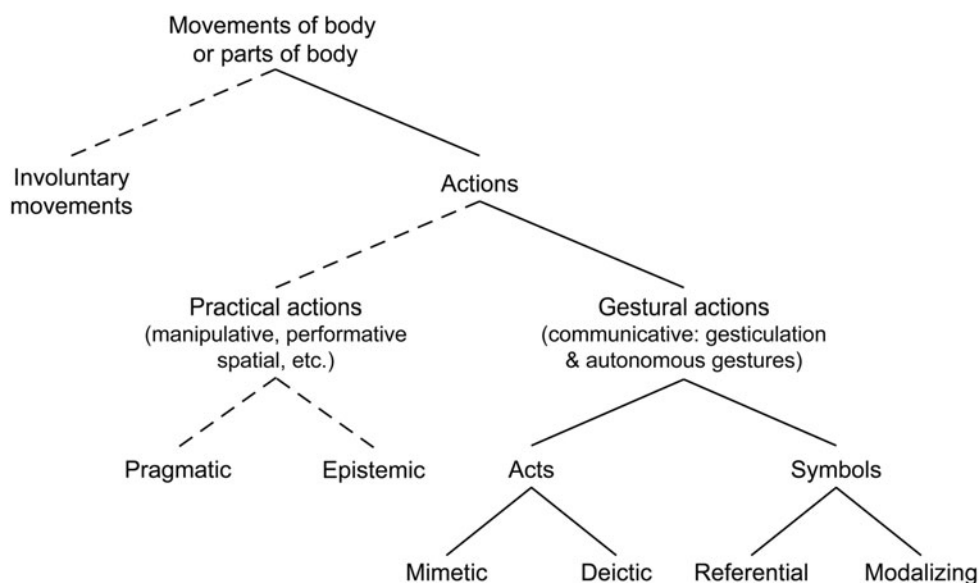 Movements of body
or parts of body
Involuntary
movements
Actions
Practical actions
(manipulative, performative
spatial, etc.)
Gestural actions
(communicative: gesticulation
& autonomous gestures)
Pragmatic
Epistemic
Acts
Symbols
Mimetic
Deictic
Referential
Modalizing